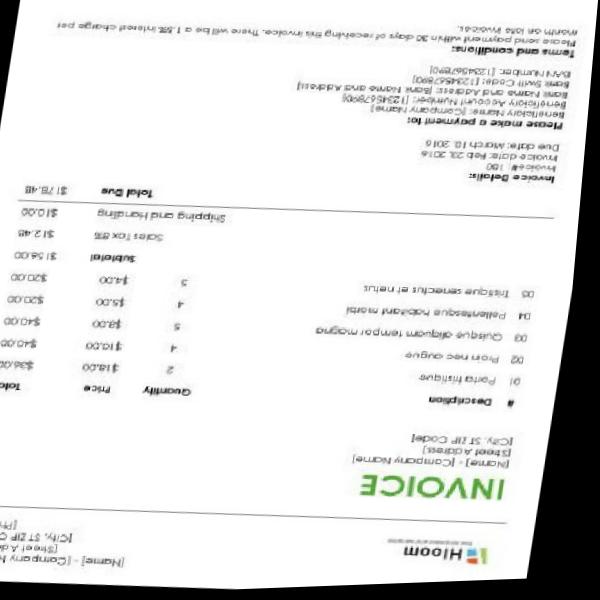 Hloom
[Name] - [Company N
[Street Ad
[City, ST ZIP C
[Ph
INVOICE
[Name] - [Company Name]
[Street Address]
[City, ST ZIP Code]
# Description Quantity Price Tota
01 Porta tristique 2 $18.00 $36.00
02 Proin nec augue 4 $10.00 $40.00
03 Quisque aliquam tempor magna 5 $8.00 $40.00
04 Pellentesque habitant morbi 4 $5.00 $20.00
05 Tristique senectus et netus 5 $4.00 $20.00
Subtotal $156.00
Sales Tax 8% $12.48
Shipping and Handling $10.00
Total Due $178.48
Invoice Details:
Invoice#: 150
Invoice date: Feb 23, 2016
Due date: March 10, 2016
Please make a payment to:
Beneficiary Name: [Company Name]
Beneficiary Account Number: [1234567890]
Bank Name and Address: [Bank Name and Address]
Bank Swift Code: [1234567890]
IBAN Number: [1234567890]
Terms and conditions:
Please send payment within 30 days of receiving this invoice. There will be a 1.5% interest charge per
month on late invoices.